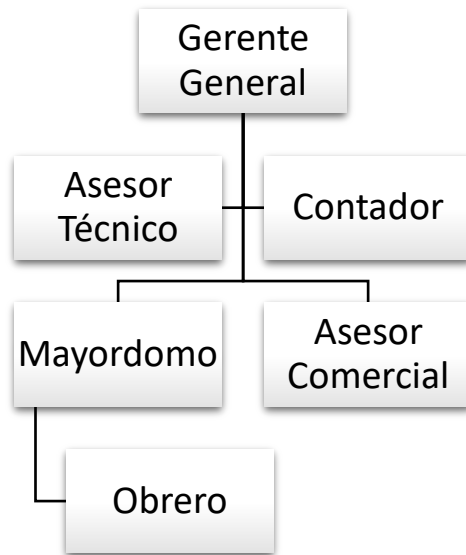 Gerente
General
Asesor
Técnico
Contador
Mayordomo
Asesor
Comercial
Obrero